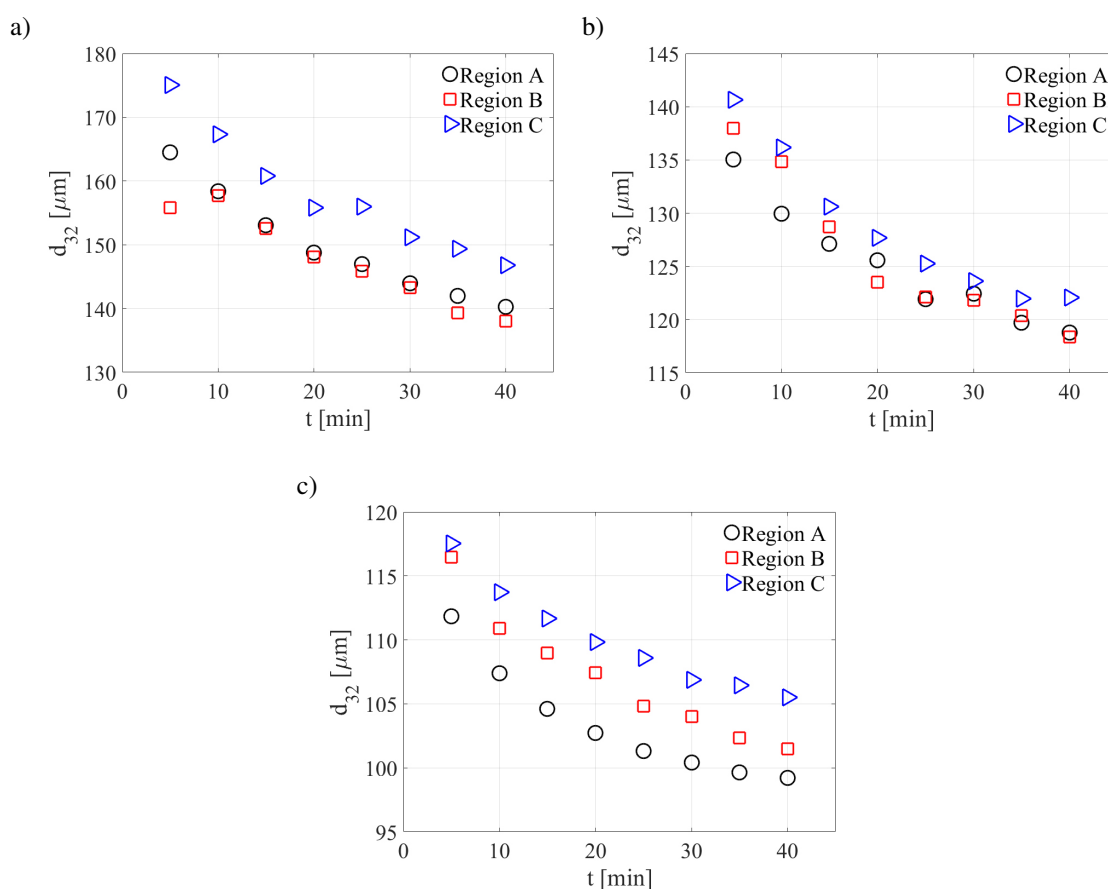 a)
180
170
160
150
140
130
0
10
20
30
40
d32 [μm]
t [min]
Region A
Region B
Region C
b)
145
140
135
130
125
120
115
0
10
20
30
40
d32 [μm]
t [min]
Region A
Region B
Region C
c)
120
115
110
105
100
95
0
10
20
30
40
d32 [μm]
t [min]
Region A
Region B
Region C